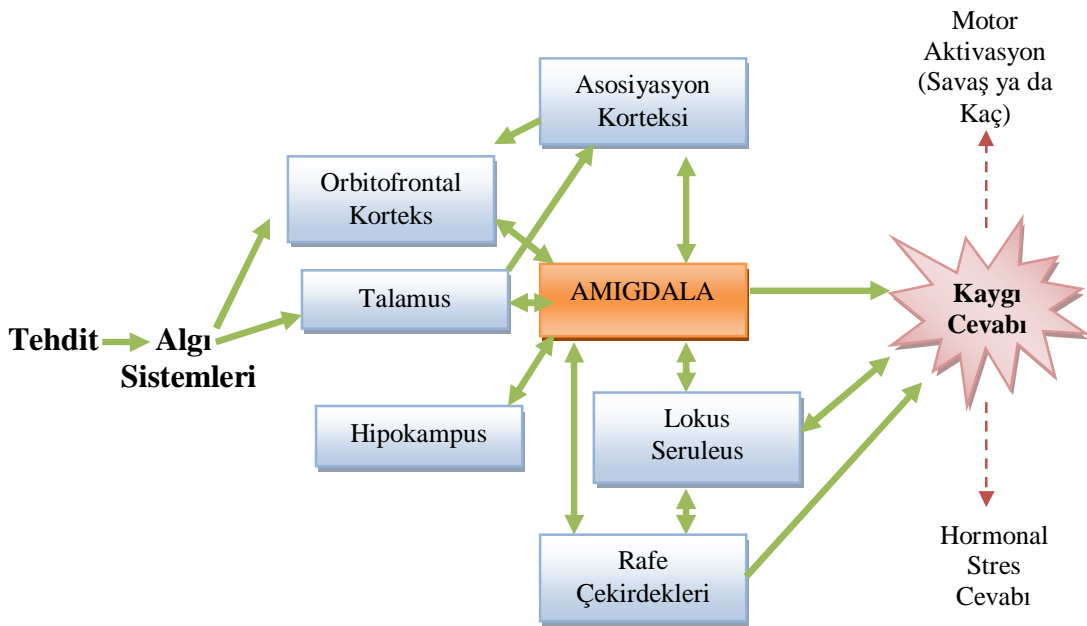 Tehdit
Algı
Sistemleri
Orbitofrontal
Korteks
Talamus
Hipokampus
Asosiyasyon
Korteksi
AMIGDALA
Lokus
Seruleus
Rafe
Çekirdekleri
Kaygı
Cevabı
Motor
Aktivasyon
(Savaş ya da
Kaç)
Hormonal
Stres
Cevabı